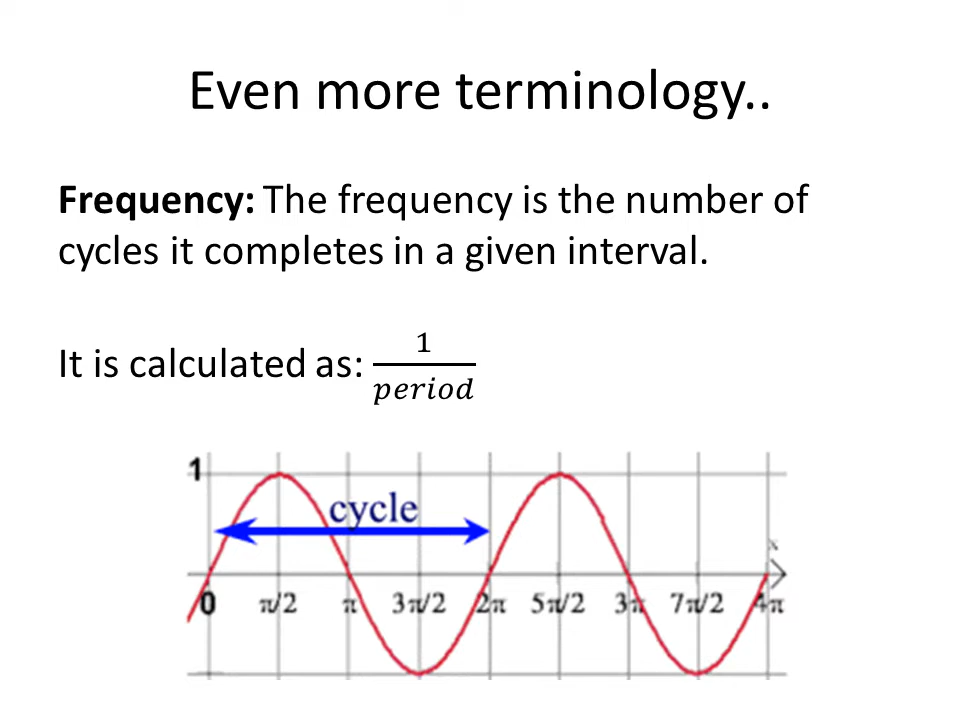 Even more terminology..
Frequency: The frequency is the number of
cycles it completes in a given interval.
It is calculated as: 1/period
1
cycle
x
0 π/2 π 3π/2 2π 5π/2 3π 7π/2 4π